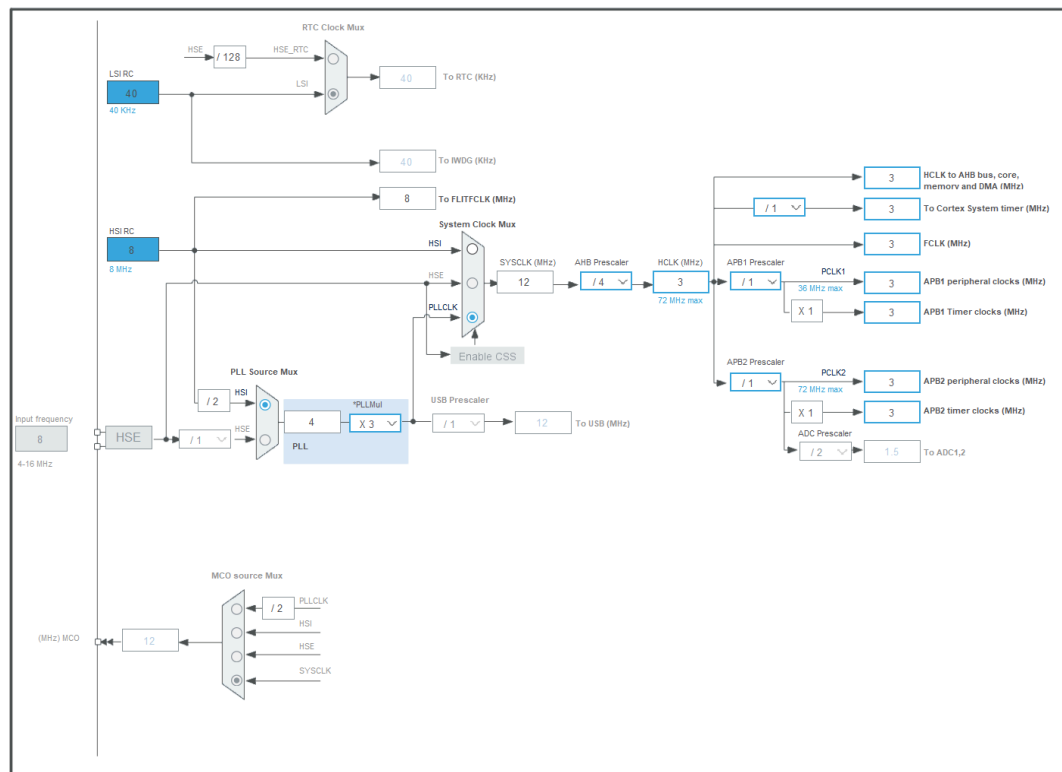 RTC Clock Mux
HSE
/ 128
HSE_RTC
LSI RC
40
40 KHz
LSI
40
To RTC (KHz)
40
To IWDG (KHz)
8
To FLITFCLK (MHz)
System Clock Mux
HSI RC
8
8 MHz
HSI
HSE
PLLCLK
SYSCLK (MHz)
12
AHB Prescaler
/ 4
HCLK (MHz)
3
72 MHz max
Enable CSS
3
HCLK to AHB bus, core,
memory and DMA (MHz)
/ 1
3
To Cortex System timer (MHz)
3
FCLK (MHz)
APB1 Prescaler
/ 1
PCLK1
36 MHz max
3
APB1 peripheral clocks (MHz)
X 1
3
APB1 Timer clocks (MHz)
APB2 Prescaler
/ 1
PCLK2
72 MHz max
3
APB2 peripheral clocks (MHz)
X 1
3
APB2 timer clocks (MHz)
ADC Prescaler
/ 2
1.5
To ADC1,2
PLL Source Mux
/ 2
HSI
Input frequency
8
4-16 MHz
HSE
/ 1
HSE
4
*PLLMul
X 3
PLL
USB Prescaler
/ 1
12
To USB (MHz)
MCO source Mux
/ 2
PLLCLK
HSI
HSE
SYSCLK
(MHz) MCO
12